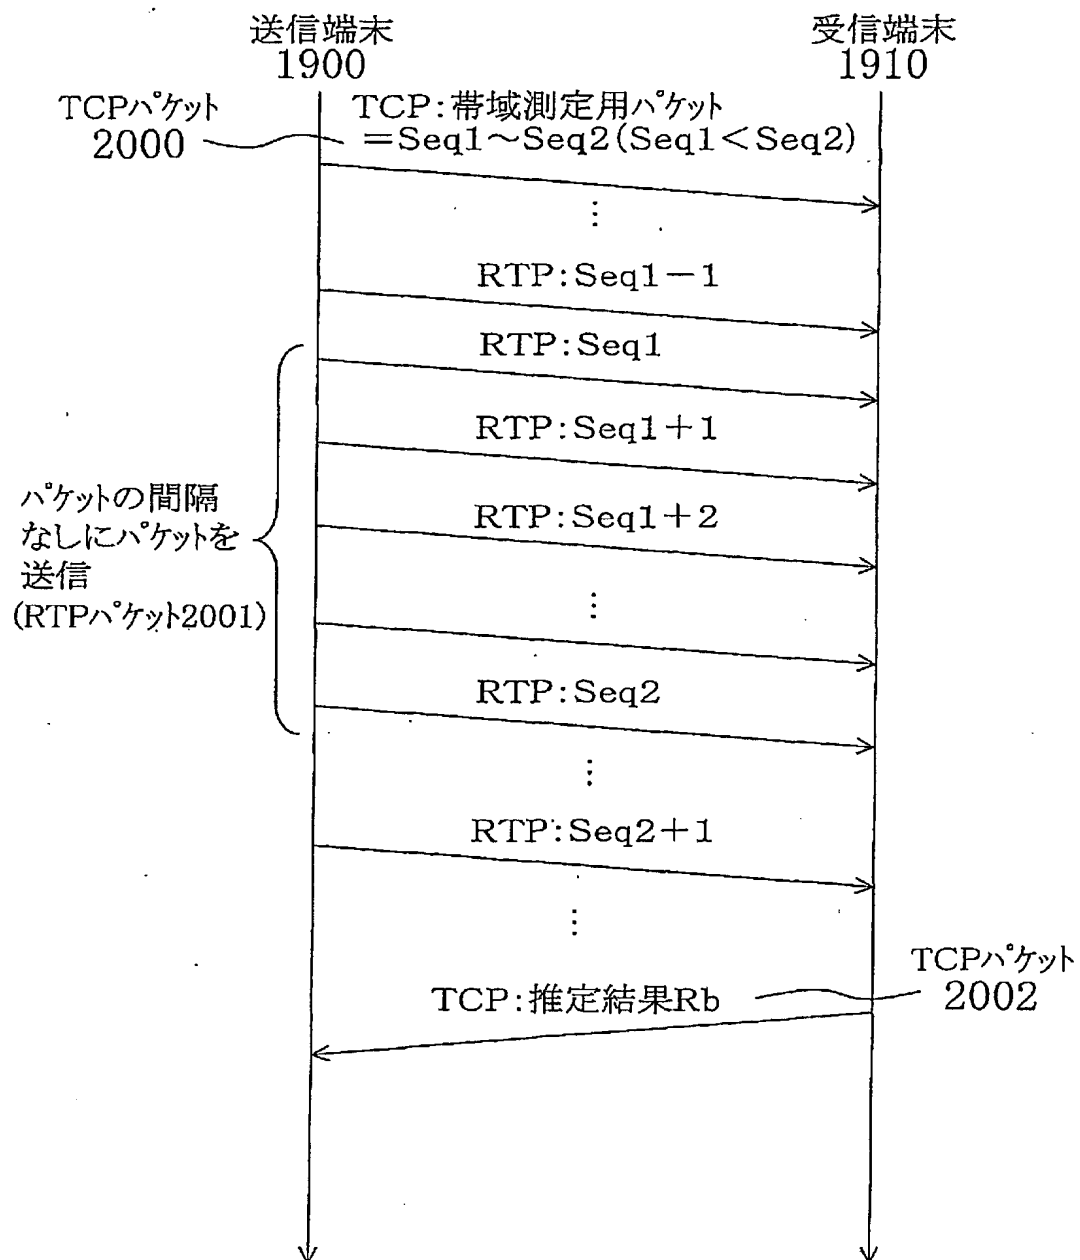 送信端末
1900
受信端末
1910
TCPパケット
2000
TCP:帯域測定用パケット
=Seq1~Seq2(Seq1<Seq2)
RTP:Seq1-1
RTP:Seq1
RTP:Seq1+1
RTP:Seq1+2
パケットの間隔
なしにパケットを
送信
(RTPパケット2001)
RTP:Seq2
RTP:Seq2+1
TCPパケット
2002
TCP:推定結果Rb